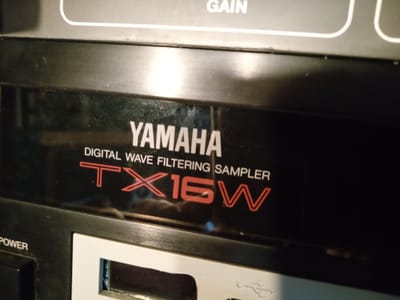 GAIN
YAMAHA
DIGITAL WAVE FILTERING SAMPLER
TX16W
POWER